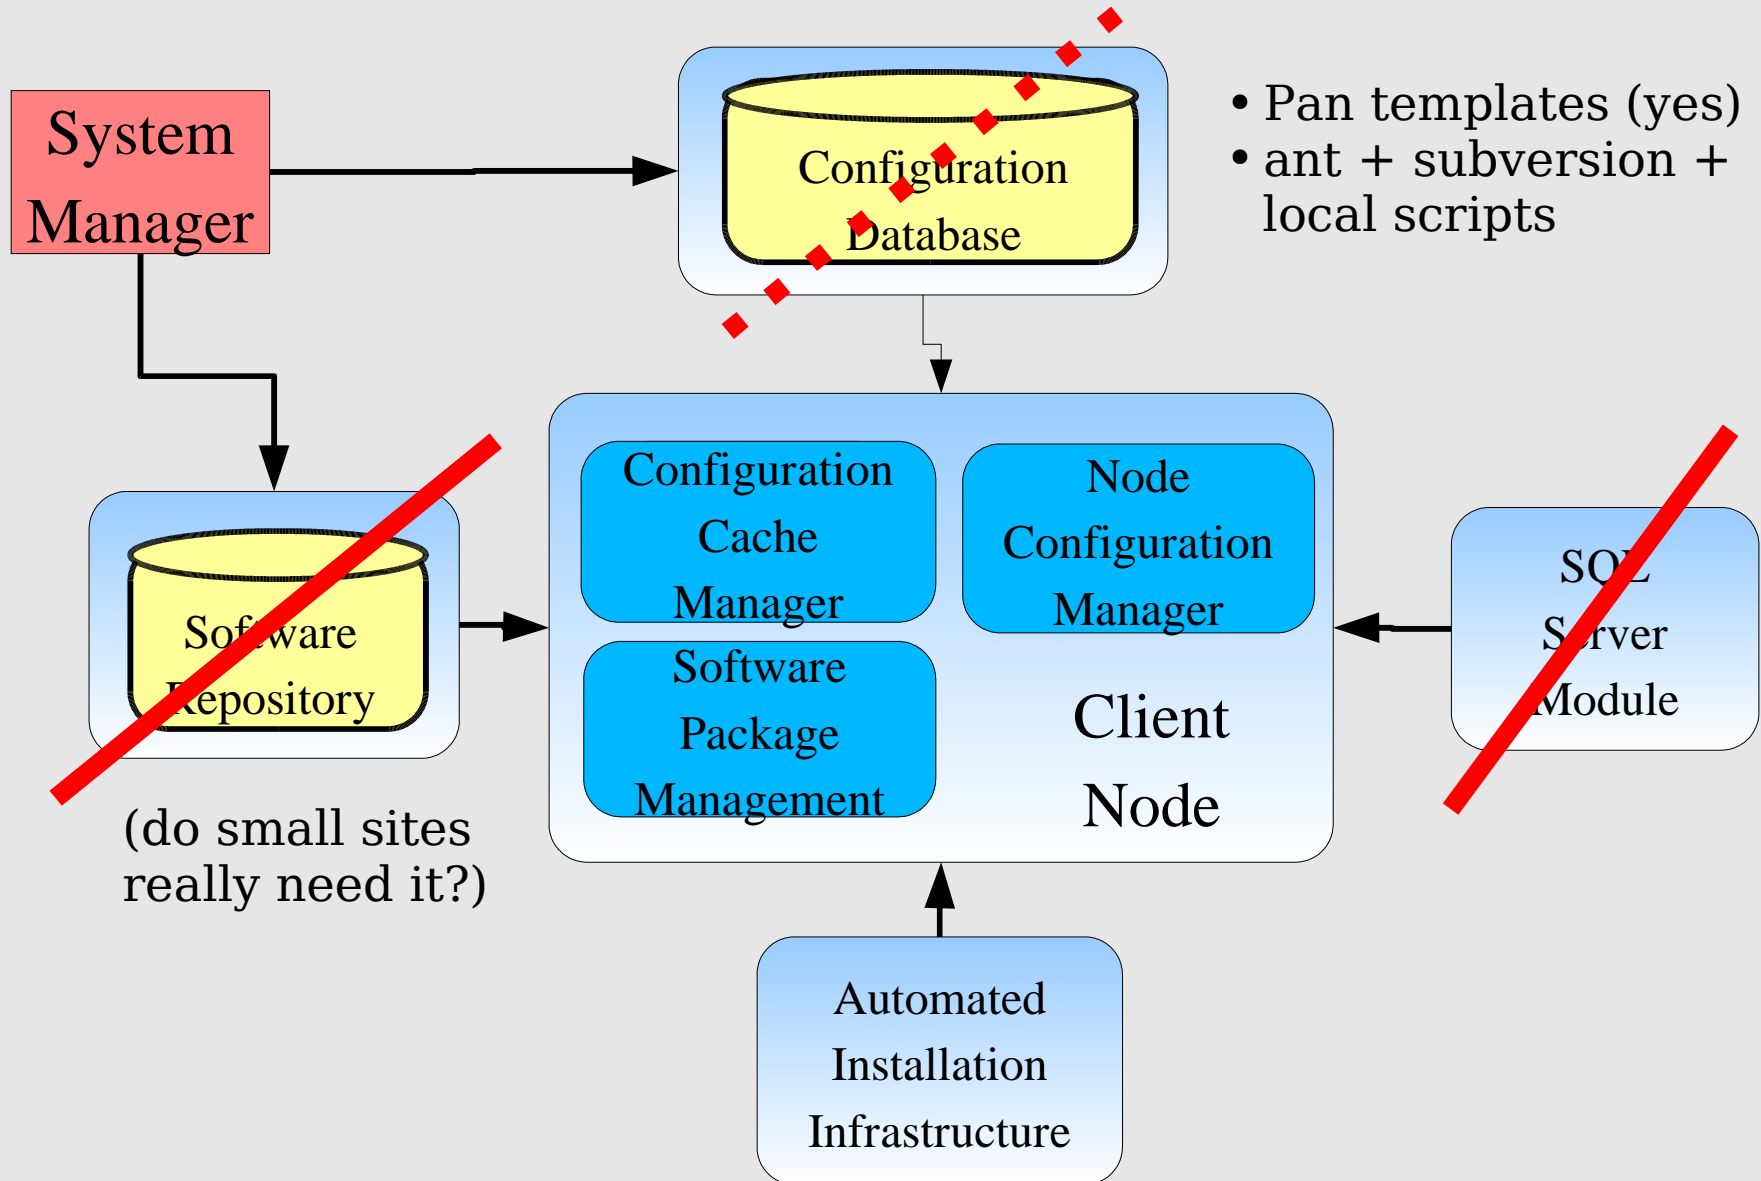 System
Manager
Configuration
Database
• Pan templates (yes)
• ant + subversion +
local scripts
Software
Repository
(do small sites
really need it?)
Configuration
Cache
Manager
Node
Configuration
Manager
Software
Package
Management
Client
Node
SQL
Server
Module
Automated
Installation
Infrastructure